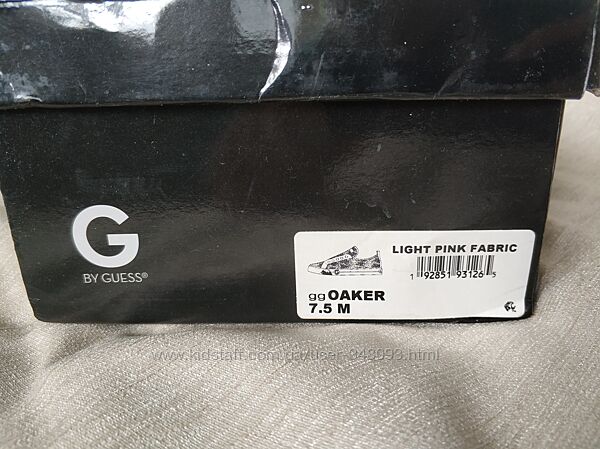 G
BY GUESS®
LIGHT PINK FABRIC
1 92851 93126 5
ggOAKER
7.5 M